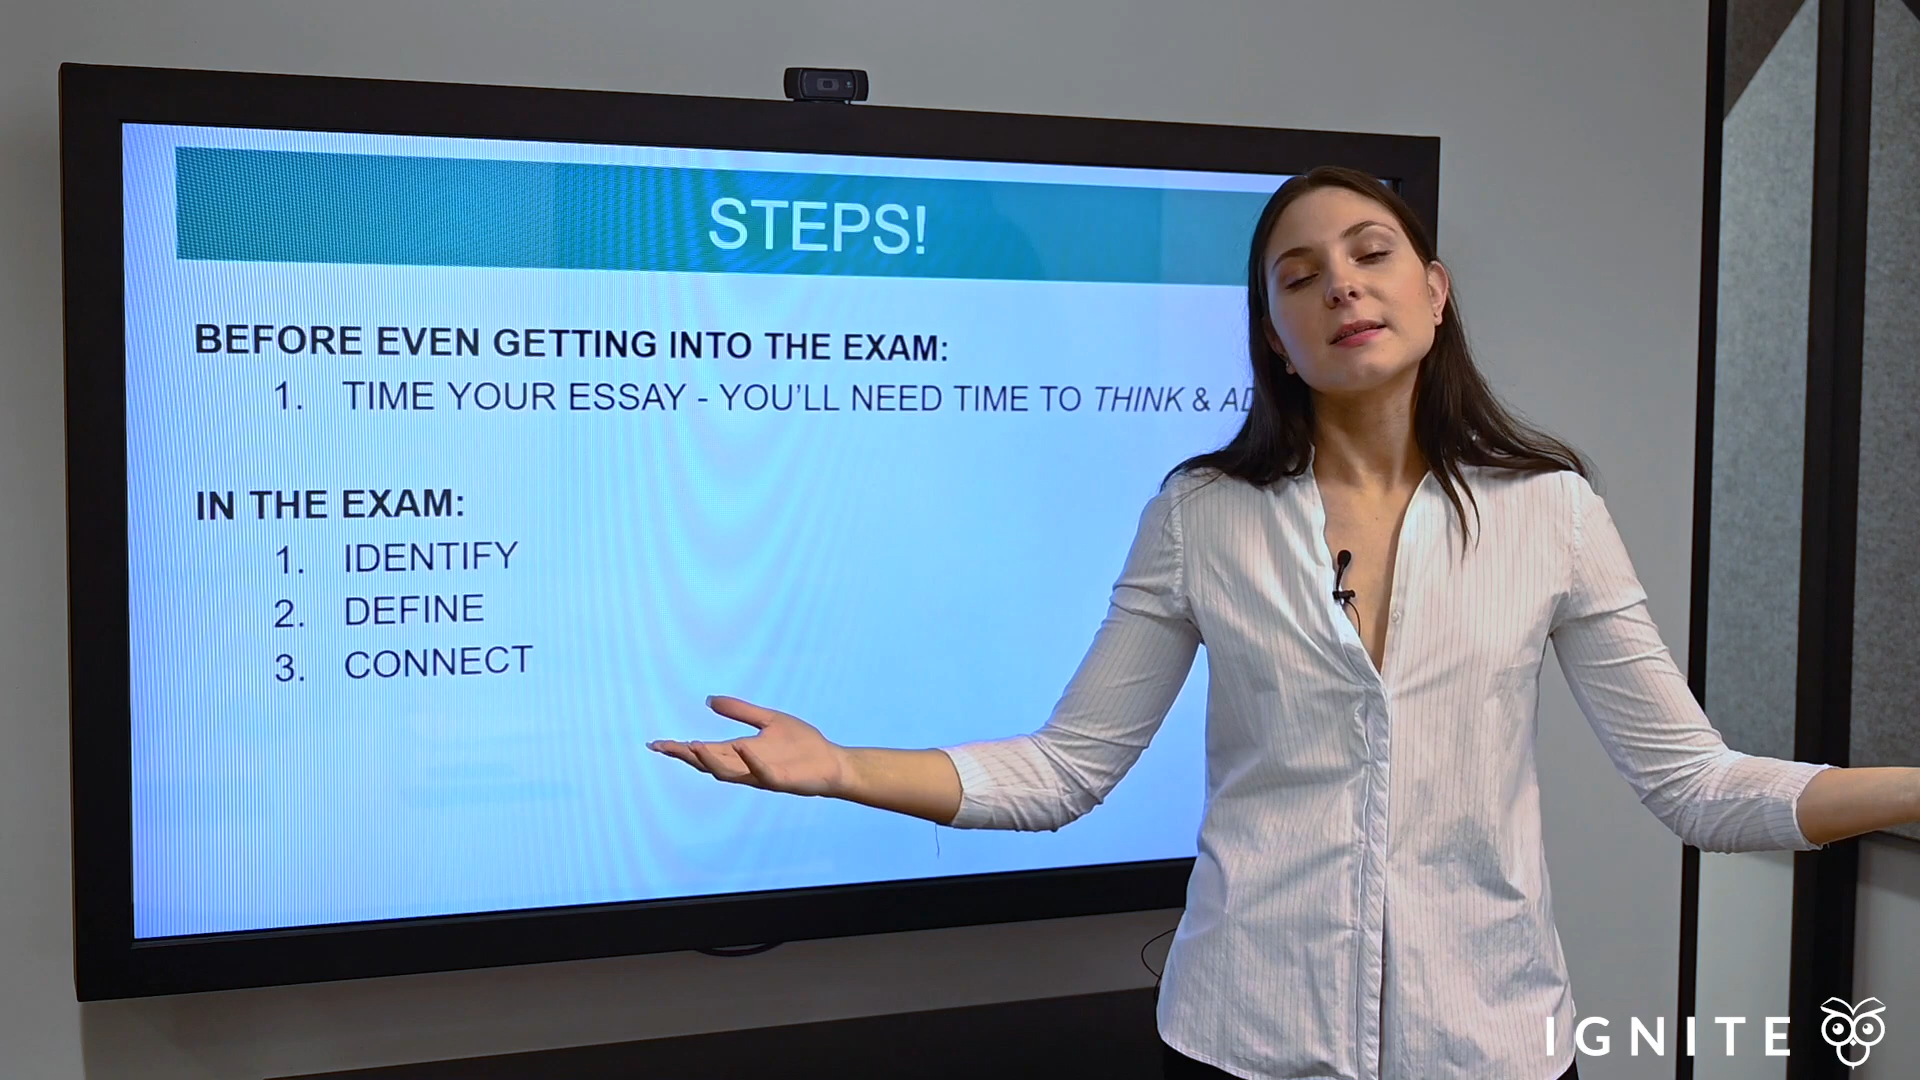 STEPS!
BEFORE EVEN GETTING INTO THE EXAM:
1. TIME YOUR ESSAY - YOU'LL NEED TIME TO THINK &
IN THE EXAM:
1. IDENTIFY
2. DEFINE
3. CONNECT
IGNITE